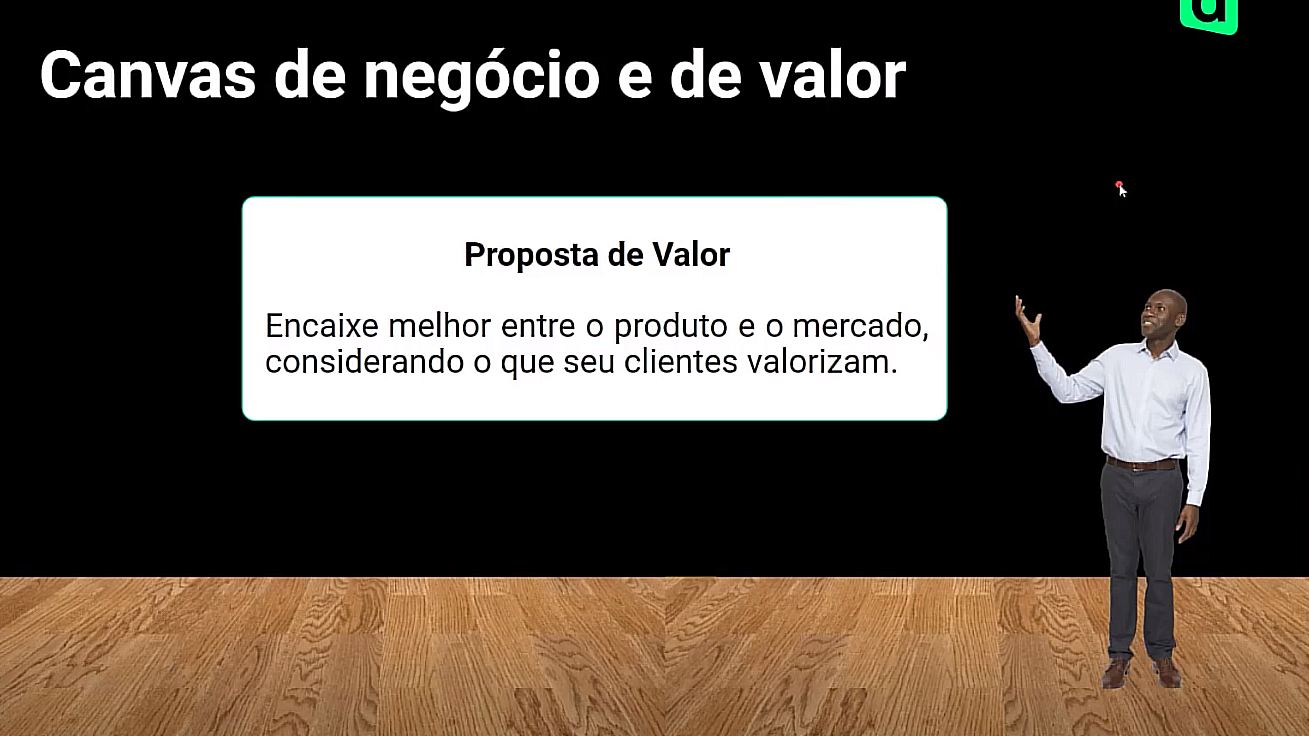 Canvas de negócio e de valor
Proposta de Valor
Encaixe melhor entre o produto e o mercado,
considerando o que seu clientes valorizam.